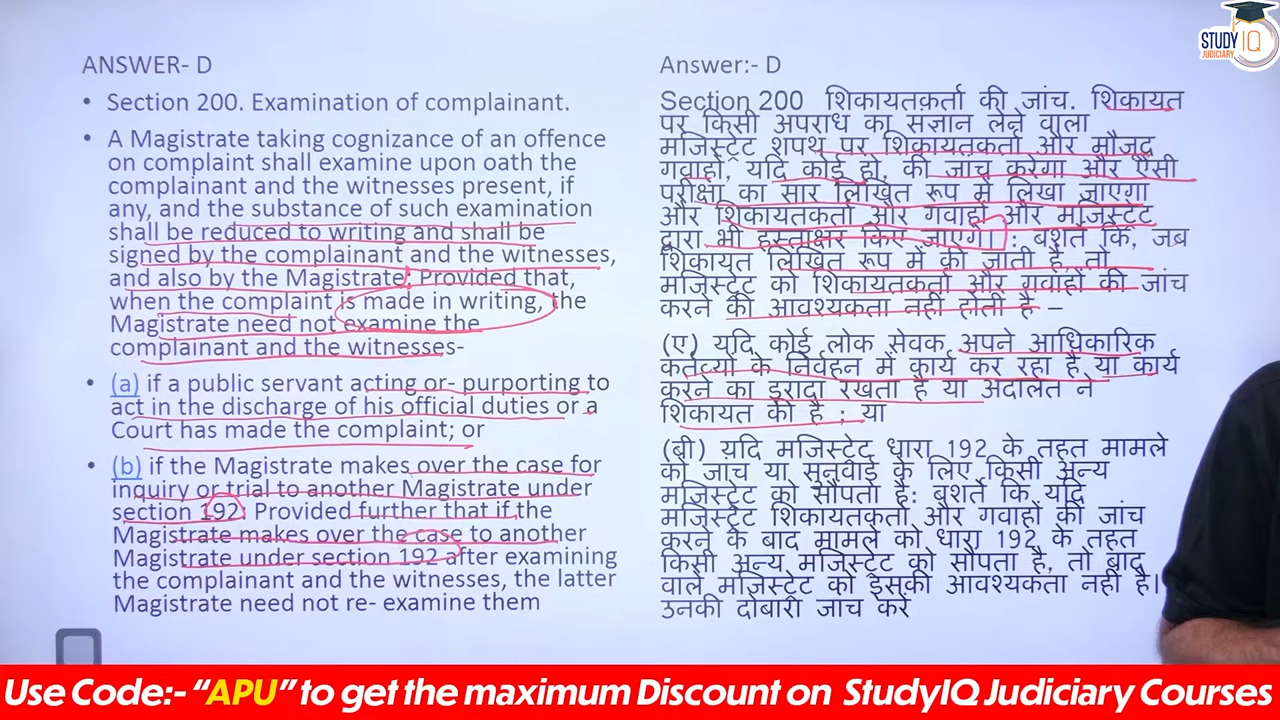 STUDY IQ
JUDICIARY
ANSWER- D
• Section 200. Examination of complainant.
• A Magistrate taking cognizance of an offence
on complaint shall examine upon oath the
complainant and the witnesses present, if
any, and the substance of such examination
shall be reduced to writing and shall be
signed by the complainant and the witnesses,
and also by the Magistrate: Provided that,
when the complaint is made in writing, the
Magistrate need not examine the
complainant and the witnesses-
• (a) if a public servant acting or- purporting to
act in the discharge of his official duties or a
Court has made the complaint; or
• (b) if the Magistrate makes over the case for
inquiry or trial to another Magistrate under
section 192: Provided further that if the
Magistrate makes over the case to another
Magistrate under section 192 after examining
the complainant and the witnesses, the latter
Magistrate need not re- examine them
Answer:- D
Section 200 शिकायतकर्ता की जांच. शिकायत
पर किसी अपराध का संज्ञान लेने वाला
मजिस्ट्रेट शपथ पर शिकायतकर्ता और मौजूद
गवाहों, यदि कोई हो, की जांच करेगा और ऐसी
परीक्षा का सार लिखित रूप में लिखा जाएगा
और शिकायतकर्ता और गवाहों और मजिस्ट्रेट
द्वारा भी हस्ताक्षर किए जाएंगे। : बशर्ते कि, जब
शिकायत लिखित रूप में की जाती है, तो
मजिस्ट्रेट को शिकायतकर्ता और गवाहों की जांच
करने की आवश्यकता नहीं होती है –
(ए) यदि कोई लोक सेवक अपने आधिकारिक
कर्तव्यों के निर्वहन में कार्य कर रहा है या कार्य
करने का इरादा रखता है या अदालत ने
शिकायत की है ; या
(बी) यदि मजिस्ट्रेट धारा 192 के तहत मामले
को जांच या सुनवाई के लिए किसी अन्य
मजिस्ट्रेट को सौंपता है: बशर्ते कि यदि
मजिस्ट्रेट शिकायतकर्ता और गवाहों की जांच
करने के बाद मामले को धारा 192 के तहत
किसी अन्य मजिस्ट्रेट को सौंपता है, तो बाद
वाले मजिस्ट्रेट को इसकी आवश्यकता नहीं है।
उनकी दोबारा जांच करें
Use Code:- “APU” to get the maximum Discount on StudyIQ Judiciary Courses